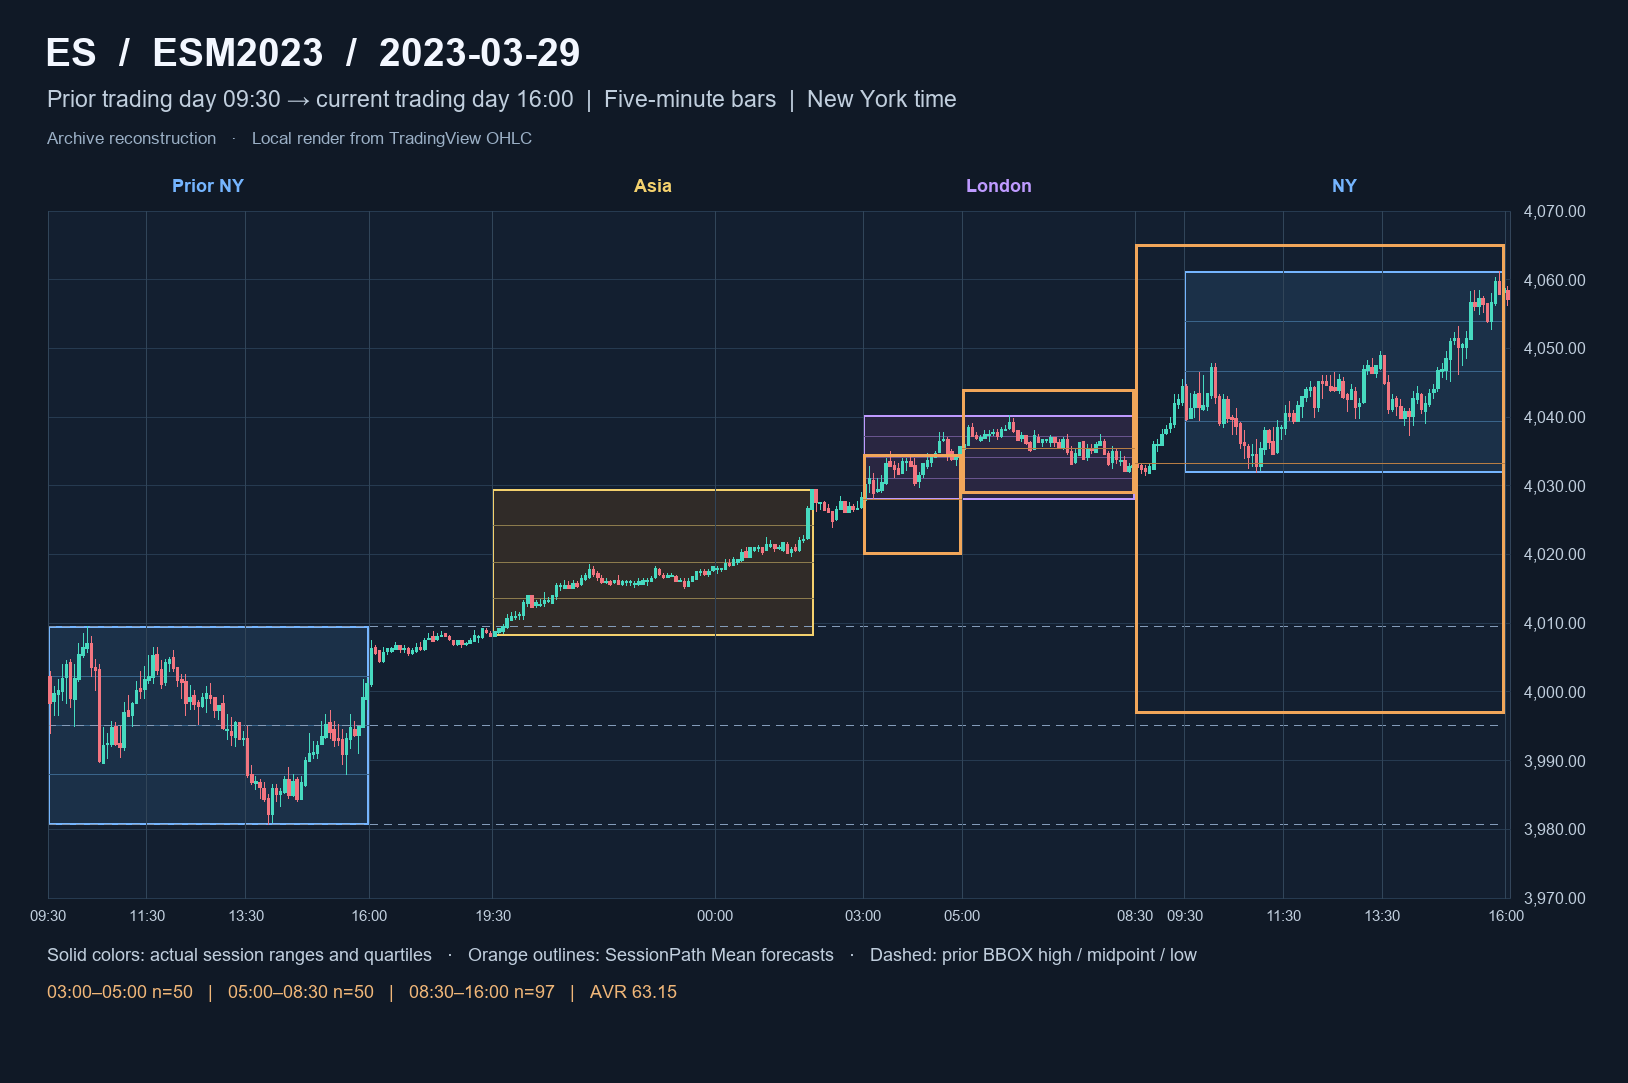 ES / ESM2023 / 2023-03-29
Prior trading day 09:30 → current trading day 16:00 | Five-minute bars | New York time
Archive reconstruction · Local render from TradingView OHLC
Prior NY Asia London NY
4,070.00
4,060.00
4,050.00
4,040.00
4,030.00
4,020.00
4,010.00
4,000.00
3,990.00
3,980.00
3,970.00
09:30 11:30 13:30 16:00 19:30 00:00 03:00 05:00 08:30 09:30 11:30 13:30 16:00
Solid colors: actual session ranges and quartiles · Orange outlines: SessionPath Mean forecasts · Dashed: prior BBOX high / midpoint / low
03:00–05:00 n=50 | 05:00–08:30 n=50 | 08:30–16:00 n=97 | AVR 63.15